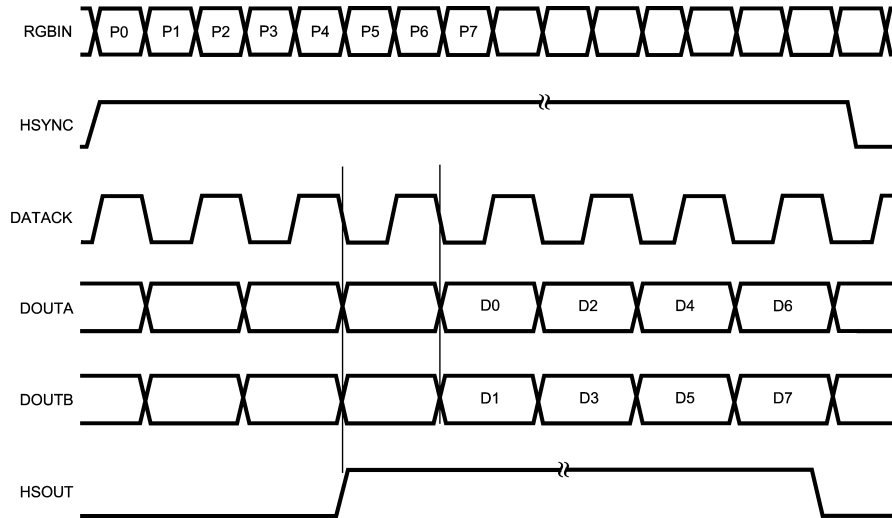 RGBIN P0 P1 P2 P3 P4 P5 P6 P7
HSYNC
DATACK
DOUTA D0 D2 D4 D6
DOUTB D1 D3 D5 D7
HSOUT